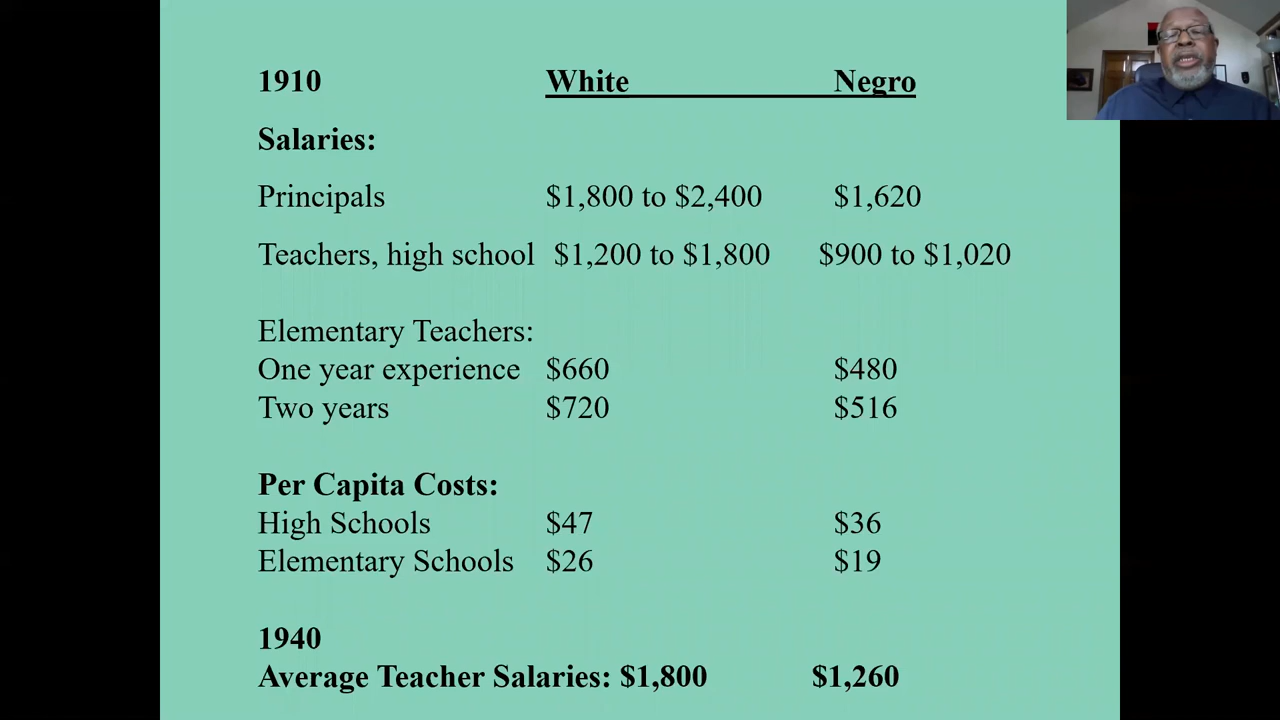 1910 White Negro
Salaries:
Principals $1,800 to $2,400 $1,620
Teachers, high school $1,200 to $1,800 $900 to $1,020
Elementary Teachers:
One year experience $660 $480
Two years $720 $516
Per Capita Costs:
High Schools $47 $36
Elementary Schools $26 $19
1940
Average Teacher Salaries: $1,800 $1,260